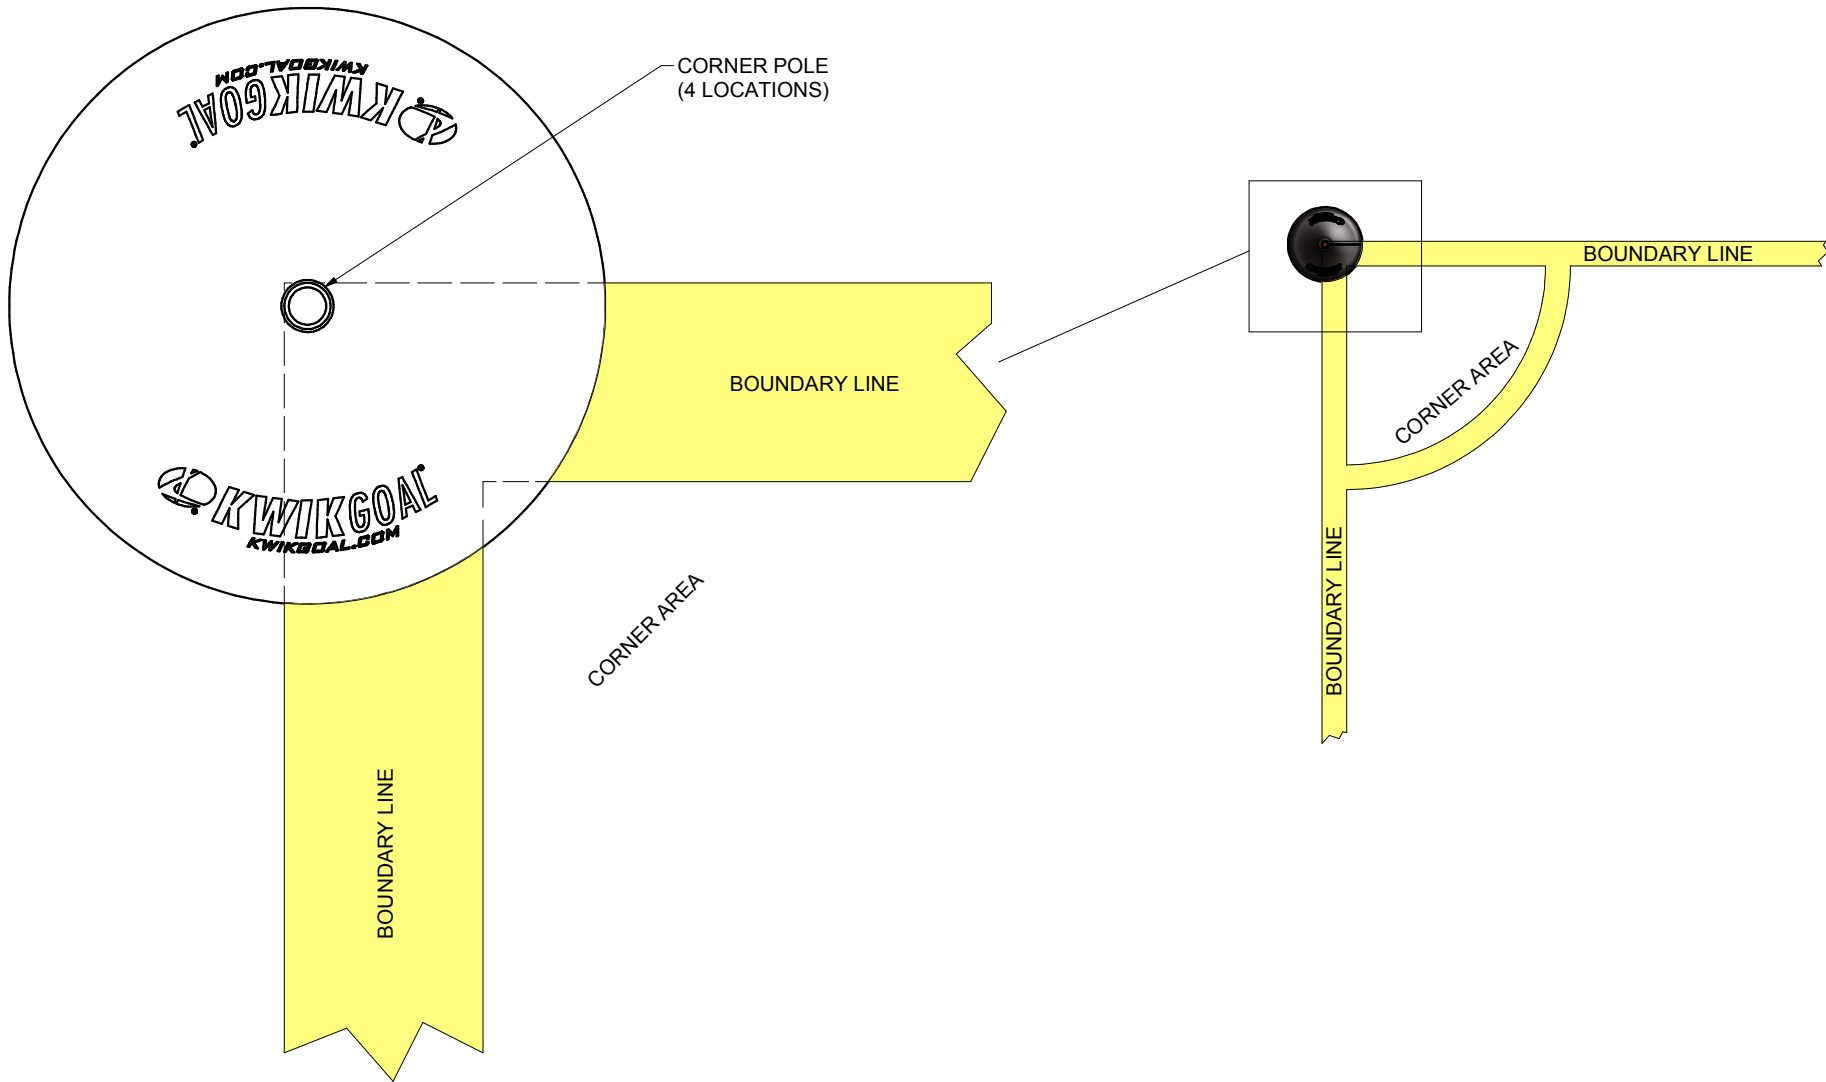 KWIKGOAL.COM
KWIKGOAL
CORNER POLE
(4 LOCATIONS)
BOUNDARY LINE
KWIKGOAL
KWIKGOAL.COM
CORNER AREA
BOUNDARY LINE
BOUNDARY LINE
CORNER AREA
BOUNDARY LINE